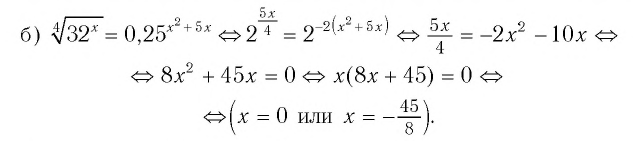 б) ∜32ˣ = 0,25^(x² + 5x) ⇔ 2^(5x/4) = 2^(−2(x² + 5x)) ⇔ 5x/4 = −2x² − 10x ⇔
⇔ 8x² + 45x = 0 ⇔ x(8x + 45) = 0 ⇔
⇔ (x = 0 или x = −45/8).